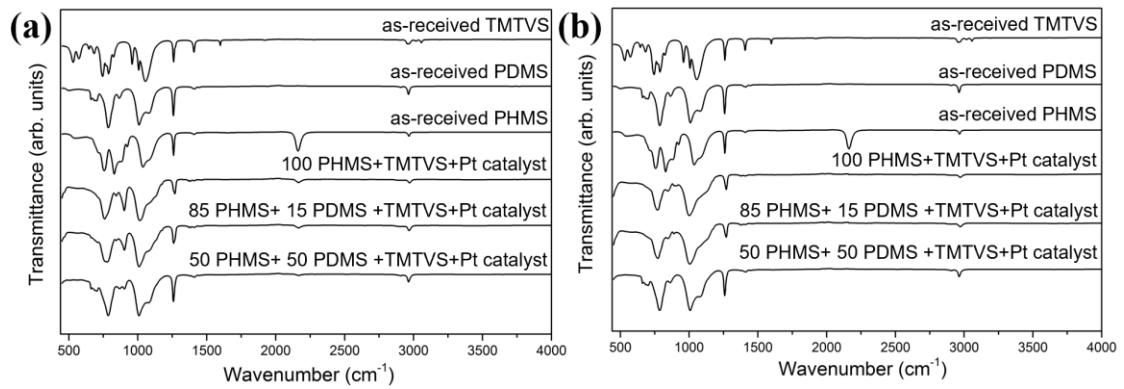 (a)
as-received TMTVS
as-received PDMS
as-received PHMS
100 PHMS+TMTVS+Pt catalyst
85 PHMS+ 15 PDMS +TMTVS+Pt catalyst
50 PHMS+ 50 PDMS +TMTVS+Pt catalyst
Transmittance (arb. units)
500 1000 1500 2000 2500 3000 3500 4000
Wavenumber (cm⁻¹)
(b)
as-received TMTVS
as-received PDMS
as-received PHMS
100 PHMS+TMTVS+Pt catalyst
85 PHMS+ 15 PDMS +TMTVS+Pt catalyst
50 PHMS+ 50 PDMS +TMTVS+Pt catalyst
Transmittance (arb. units)
500 1000 1500 2000 2500 3000 3500 4000
Wavenumber (cm⁻¹)